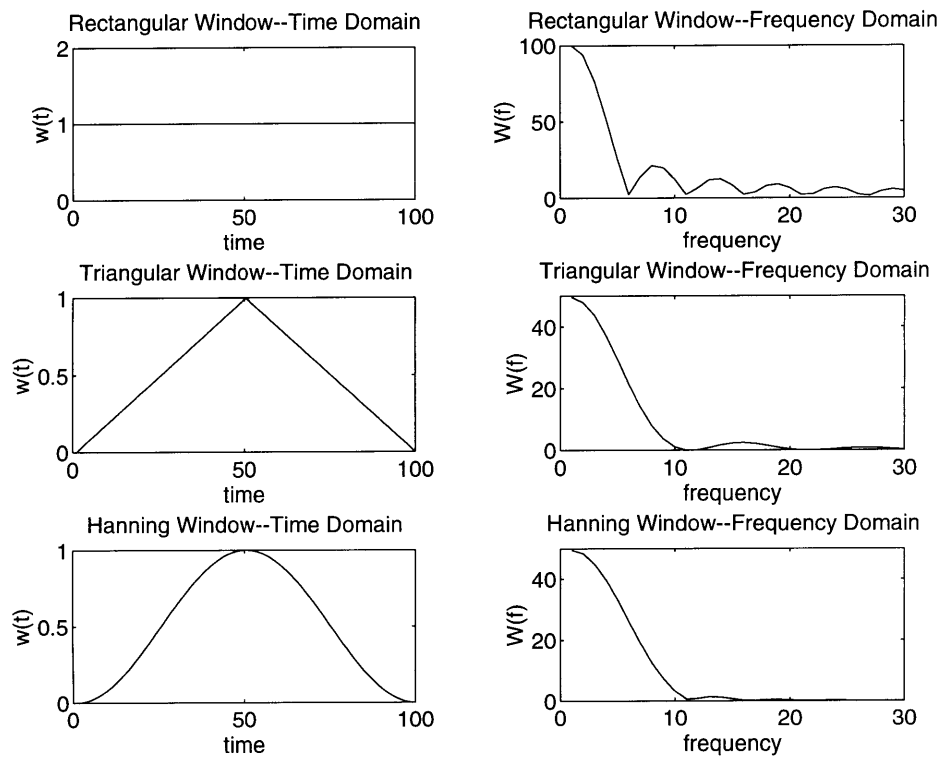 Rectangular Window--Time Domain
2
1
0
w(t)
0 50 100
time
Rectangular Window--Frequency Domain
100
50
0
W(f)
0 10 20 30
frequency
Triangular Window--Time Domain
1
0.5
0
w(t)
0 50 100
time
Triangular Window--Frequency Domain
40
20
0
W(f)
0 10 20 30
frequency
Hanning Window--Time Domain
1
0.5
0
w(t)
0 50 100
time
Hanning Window--Frequency Domain
40
20
0
W(f)
0 10 20 30
frequency